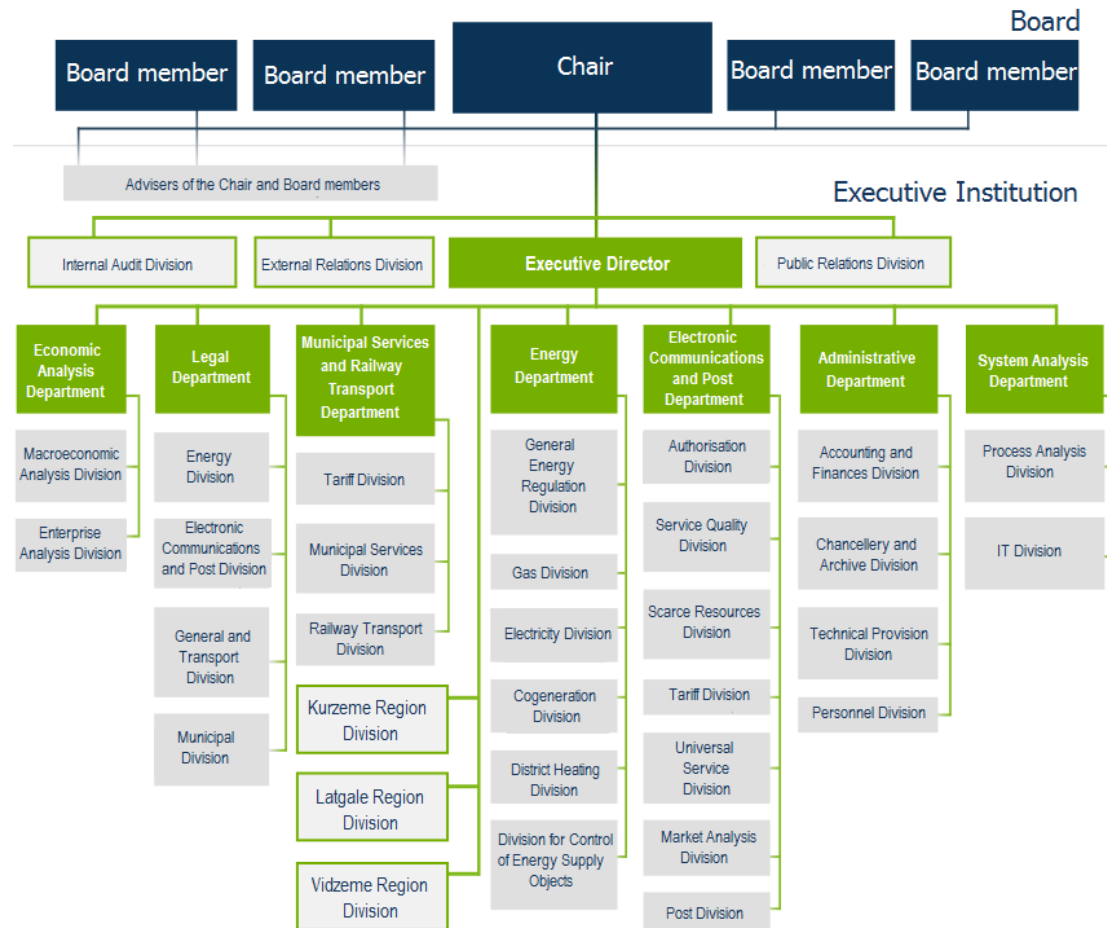 Board
Board member
Board member
Chair
Board member
Board member
Advisers of the Chair and Board members
Executive Institution
Internal Audit Division
External Relations Division
Executive Director
Public Relations Division
Economic
Analysis
Department
Macroeconomic
Analysis Division
Enterprise
Analysis Division
Legal
Department
Energy
Division
Electronic
Communications
and Post Division
General and
Transport
Division
Municipal
Division
Municipal Services
and Railway
Transport
Department
Tariff Division
Municipal Services
Division
Railway Transport
Division
Kurzeme Region
Division
Latgale Region
Division
Vidzeme Region
Division
Energy
Department
General
Energy
Regulation
Division
Gas Division
Electricity Division
Cogeneration
Division
District Heating
Division
Division for Control
of Energy Supply
Objects
Electronic
Communications
and Post
Department
Authorisation
Division
Service Quality
Division
Scarce Resources
Division
Tariff Division
Universal
Service
Division
Market Analysis
Division
Post Division
Administrative
Department
Accounting and
Finances Division
Chancellery and
Archive Division
Technical Provision
Division
Personnel Division
System Analysis
Department
Process Analysis
Division
IT Division